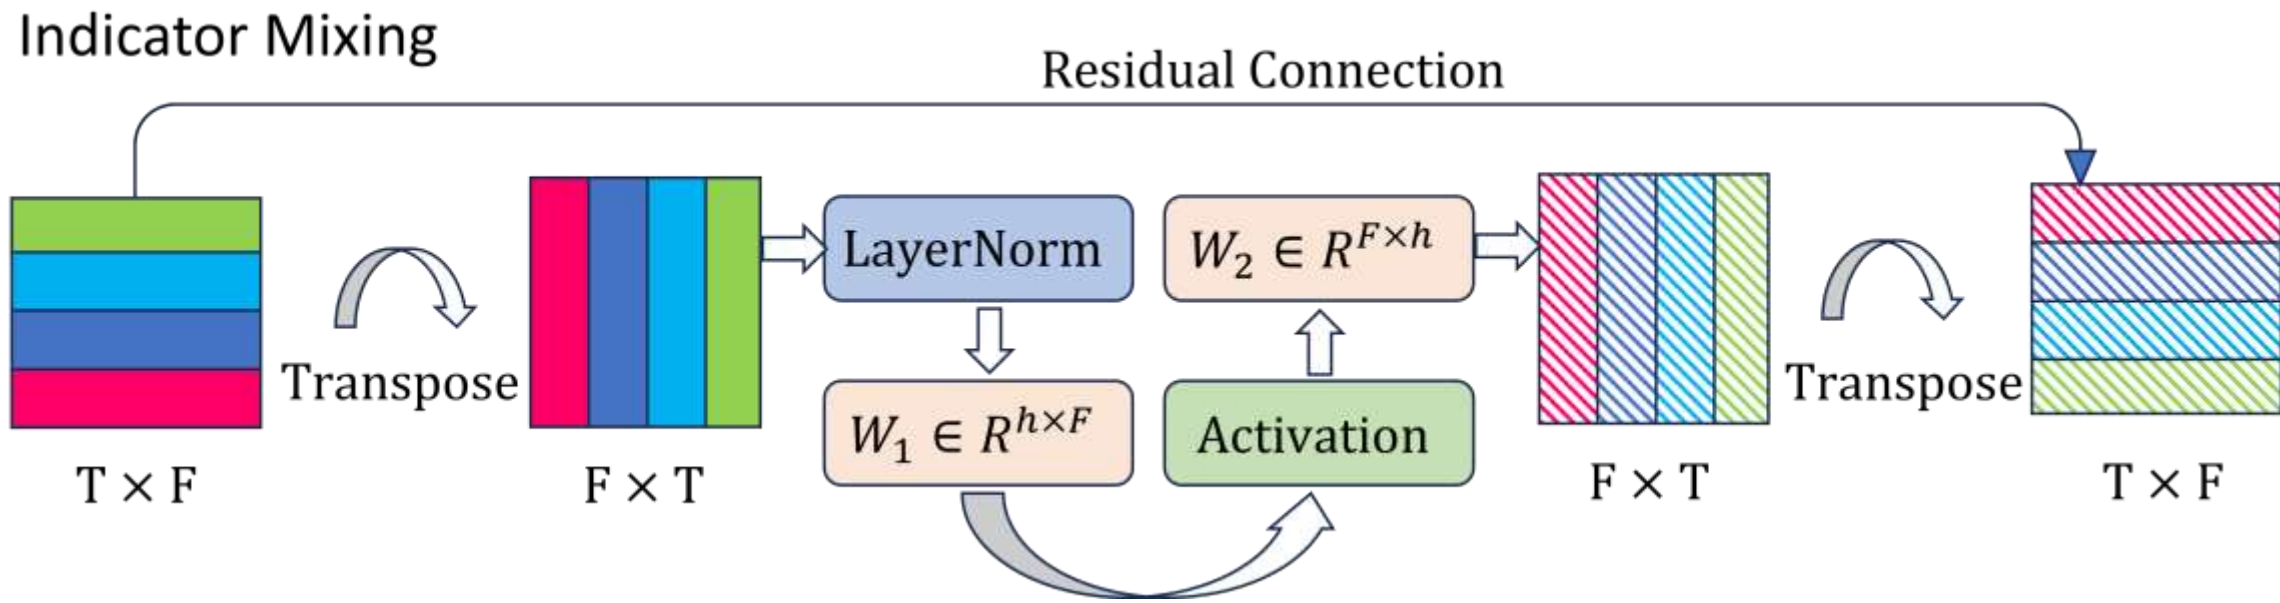 Indicator Mixing
Residual Connection
Transpose
LayerNorm
W₂ ∈ R^{F×h}
W₁ ∈ R^{h×F}
Activation
Transpose
T × F
F × T
F × T
T × F